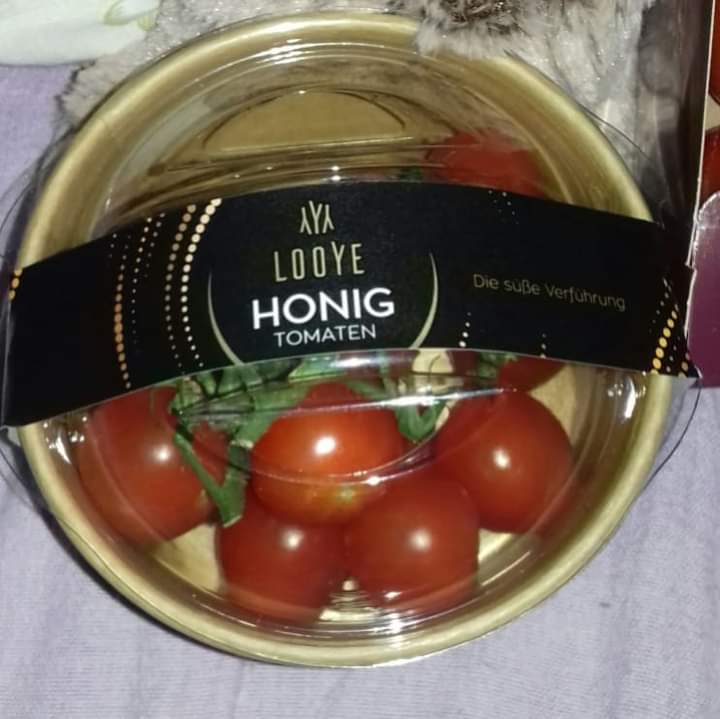 LOOYE
HONIG
TOMATEN
Die süße Verführung